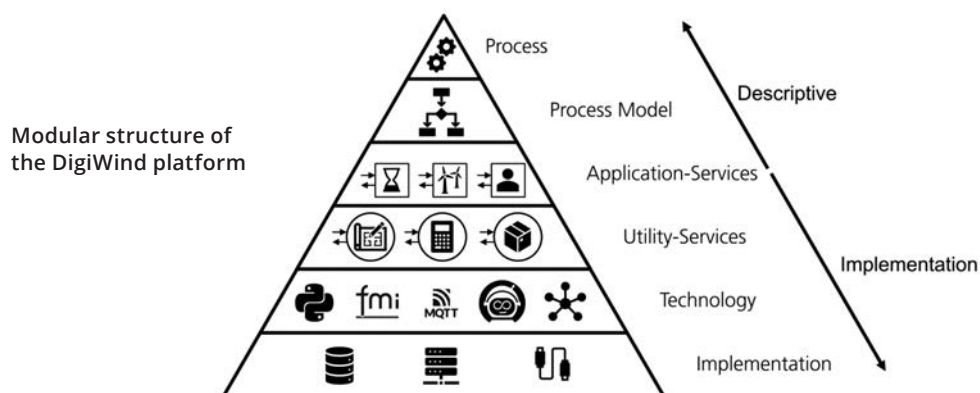 Process
Process Model
Descriptive
Modular structure of
the DigiWind platform
Application-Services
Utility-Services
Implementation
fmi
MQTT
Technology
Implementation